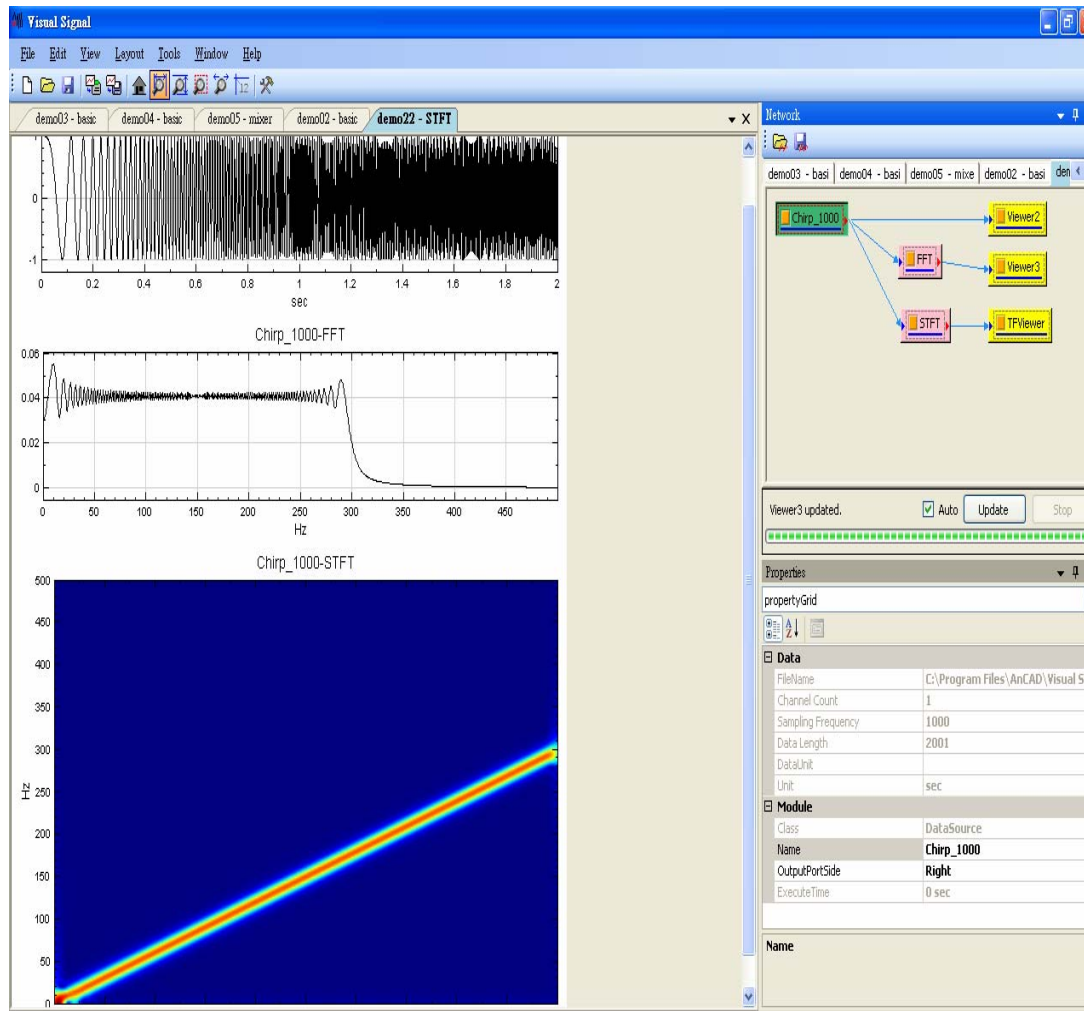 Visual Signal
File Edit View Layout Tools Window Help
12
demo03 - basic demo04 - basic demo05 - mixer demo02 - basic demo22 - STFT
0
-1
0 0.2 0.4 0.6 0.8 1 1.2 1.4 1.6 1.8 2
sec
Chirp_1000-FFT
0.06
0.04
0.02
0
0 50 100 150 200 250 300 350 400 450
Hz
Chirp_1000-STFT
500
450
400
350
300
250
200
150
100
50
0
Hz
Network
demo03 - basi demo04 - basi demo05 - mixe demo02 - basi den
Chirp_1000
Viewer2
FFT
Viewer3
STFT
TFViewer
Viewer3 updated. Auto Update Stop
Properties
propertyGrid
Data
FileName C:\Program Files\AnCAD\Visual S
Channel Count 1
Sampling Frequency 1000
Data Length 2001
DataUnit
Unit sec
Module
Class DataSource
Name Chirp_1000
OutputPortSide Right
ExecuteTime 0 sec
Name